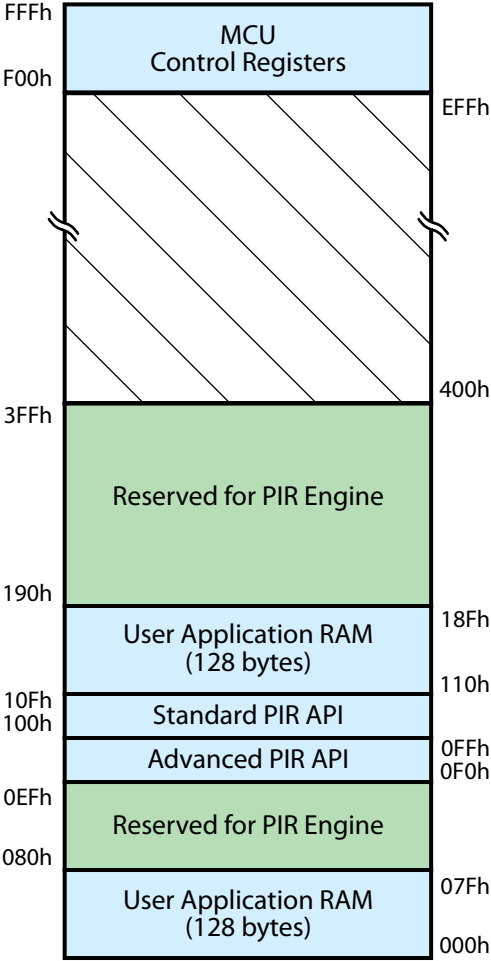 FFFh
MCU
Control Registers
F00h
EFFh
400h
3FFh
Reserved for PIR Engine
190h
18Fh
User Application RAM
(128 bytes)
110h
10Fh
100h
Standard PIR API
Advanced PIR API
0FFh
0F0h
0EFh
Reserved for PIR Engine
080h
07Fh
User Application RAM
(128 bytes)
000h